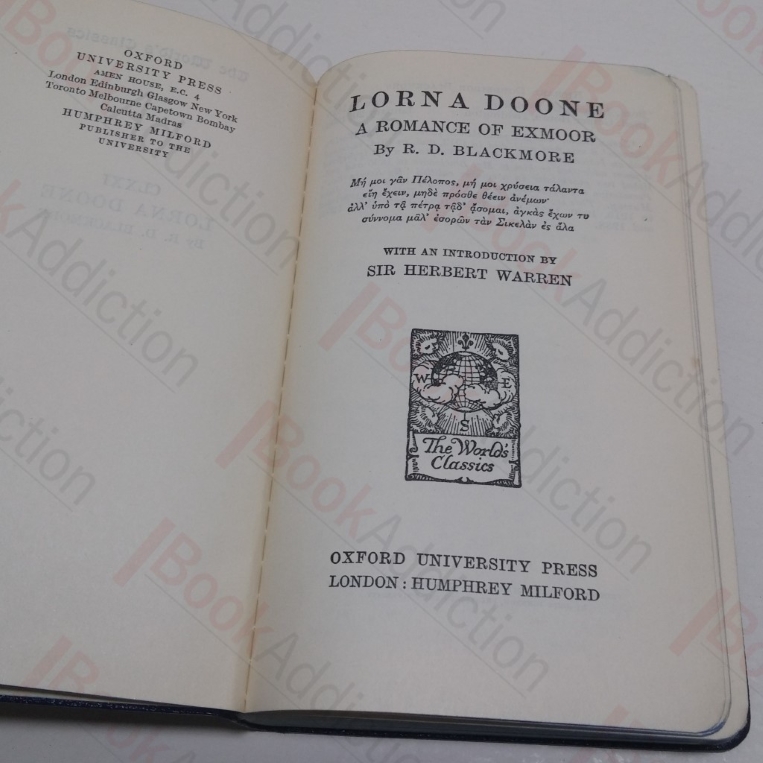 OXFORD
UNIVERSITY PRESS
AMEN HOUSE, E.C. 4
London Edinburgh Glasgow New York
Toronto Melbourne Capetown Bombay
Calcutta Madras
HUMPHREY MILFORD
PUBLISHER TO THE
UNIVERSITY
LORNA DOONE
A ROMANCE OF EXMOOR
By R. D. BLACKMORE
Μή μοι γᾶν Πέλοπος, μή μοι χρύσεια τάλαντα
εἴη ἔχειν, μηδὲ πρόσθε θέειν ἀνέμων·
ἀλλ' ὑπὸ τᾷ πέτρᾳ τᾷδ' ᾄσομαι, ἀγκὰς ἔχων τυ
σύννομα μᾶλ' ἐσορῶν τὰν Σικελὰν ἐς ἅλα
WITH AN INTRODUCTION BY
SIR HERBERT WARREN
W E
S
The World's
Classics
OXFORD UNIVERSITY PRESS
LONDON : HUMPHREY MILFORD
BookAddiction